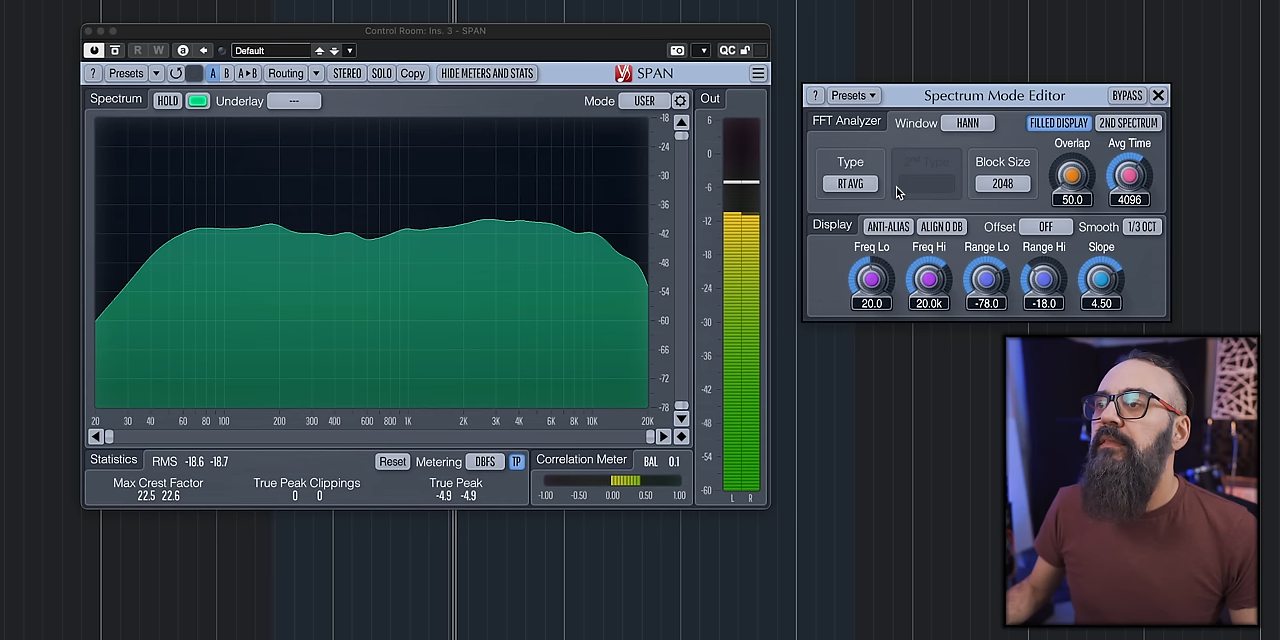 Control Room: Ins. 3 - SPAN
R W a Default QC
? Presets A B A►B Routing STEREO SOLO Copy HIDE METERS AND STATS SPAN
Spectrum HOLD Underlay --- Mode USER Out
-18
-24
-30
-36
-42
-48
-54
-60
-66
-72
-78
20 30 40 60 80 100 200 300 400 600 800 1K 2K 3K 4K 6K 8K 10K 20K
6
0
-6
-12
-18
-24
-30
-36
-42
-48
-54
-60
L R
Statistics RMS -18.6 -18.7 Reset Metering DBFS TP Correlation Meter BAL 0.1
Max Crest Factor True Peak Clippings True Peak
22.5 22.6 0 0 -4.9 -4.9
-1.00 -0.50 0.00 0.50 1.00
? Presets Spectrum Mode Editor BYPASS
FFT Analyzer Window HANN FILLED DISPLAY 2ND SPECTRUM
Overlap Avg Time
Type Type Block Size
RT AVG 2048
50.0 4096
Display ANTI-ALIAS ALIGN 0 DB Offset OFF Smooth 1/3 OCT
Freq Lo Freq Hi Range Lo Range Hi Slope
20.0 20.0k -78.0 -18.0 4.50